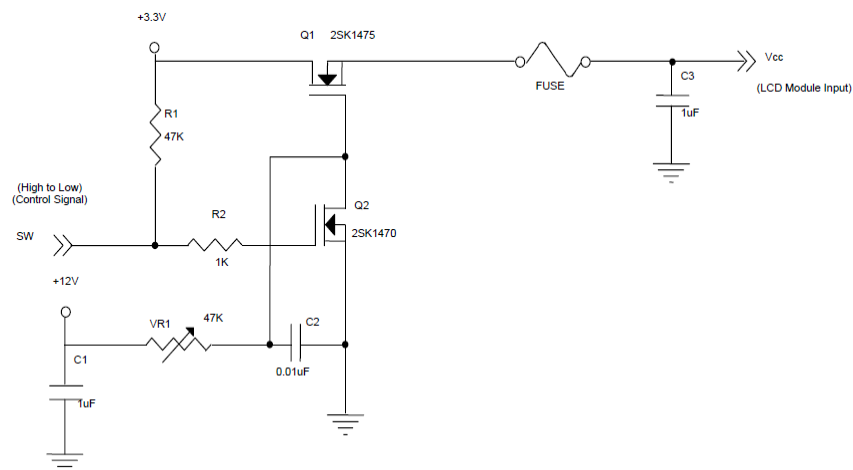 +3.3V
Q1 2SK1475
FUSE
Vcc
(LCD Module Input)
C3
1uF
R1
47K
(High to Low)
(Control Signal)
SW
R2
1K
Q2
2SK1470
+12V
VR1
47K
C2
0.01uF
C1
1uF